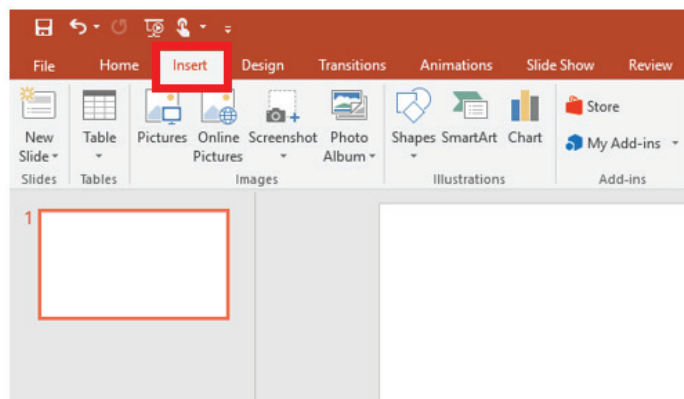 File Home Insert Design Transitions Animations Slide Show Review
New Table Pictures Online Screenshot Photo Shapes SmartArt Chart Store
Slide Pictures Album My Add-ins
Slides Tables Images Illustrations Add-ins
1